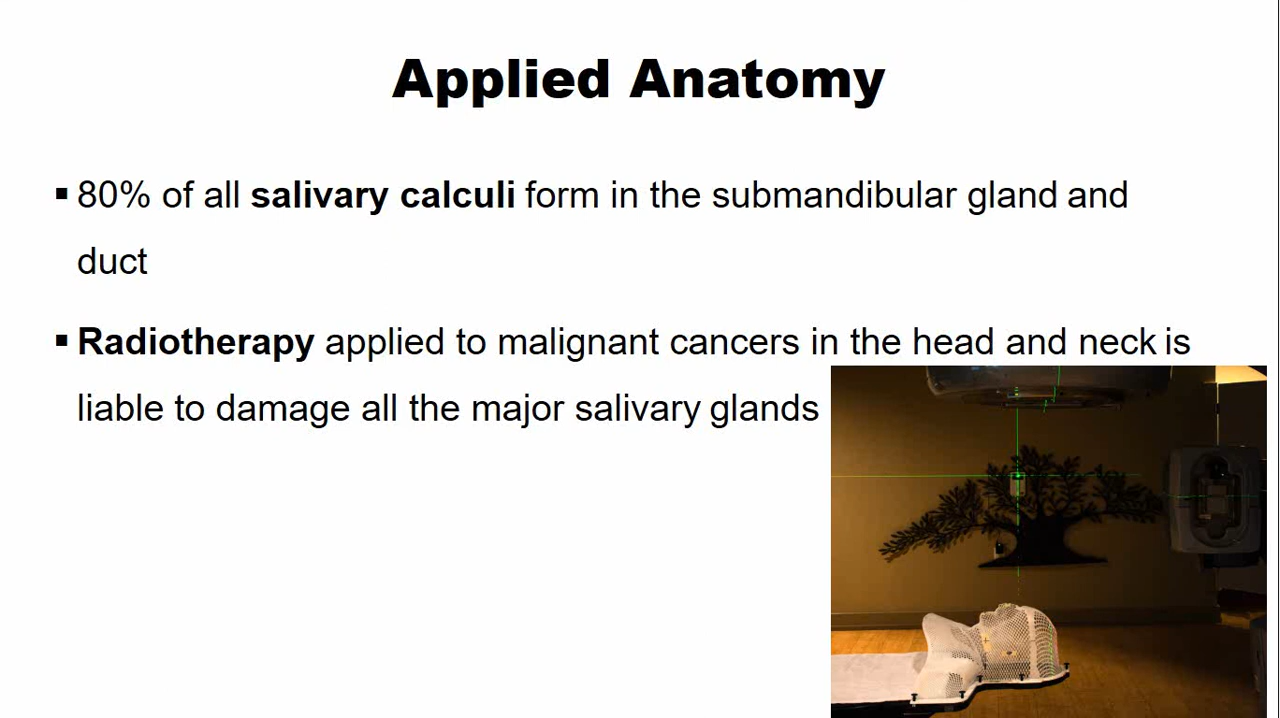 Applied Anatomy
▪ 80% of all salivary calculi form in the submandibular gland and
duct
▪ Radiotherapy applied to malignant cancers in the head and neck is
liable to damage all the major salivary glands